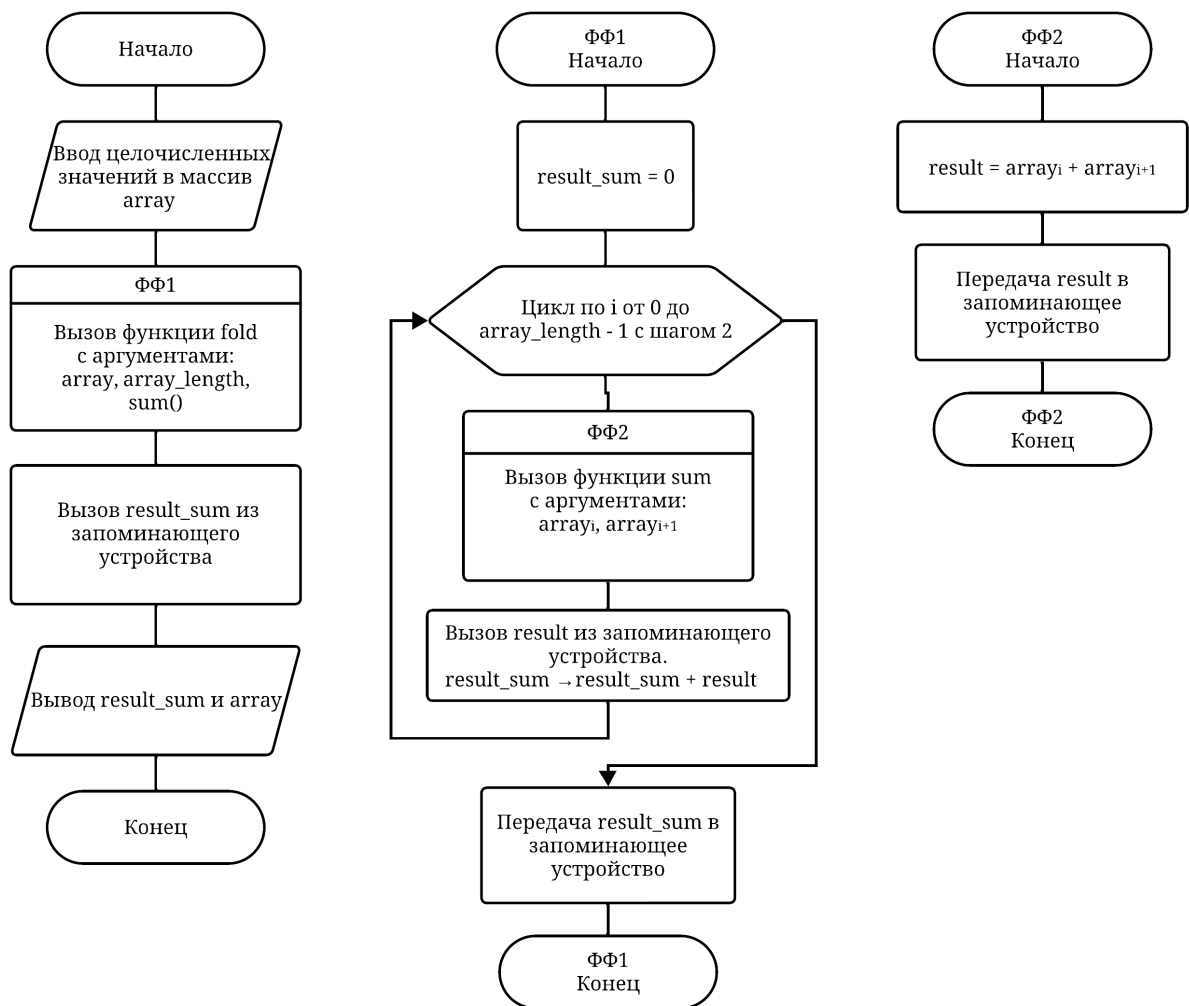 Начало
Ввод целочисленных
значений в массив
array
ФФ1
Вызов функции fold
с аргументами:
array, array_length,
sum()
Вызов result_sum из
запоминающего
устройства
Вывод result_sum и array
Конец
ФФ1
Начало
result_sum = 0
Цикл по i от 0 до
array_length - 1 с шагом 2
ФФ2
Вызов функции sum
с аргументами:
arrayᵢ, arrayᵢ₊₁
Вызов result из запоминающего
устройства.
result_sum →result_sum + result
Передача result_sum в
запоминающее
устройство
ФФ1
Конец
ФФ2
Начало
result = arrayᵢ + arrayᵢ₊₁
Передача result в
запоминающее
устройство
ФФ2
Конец